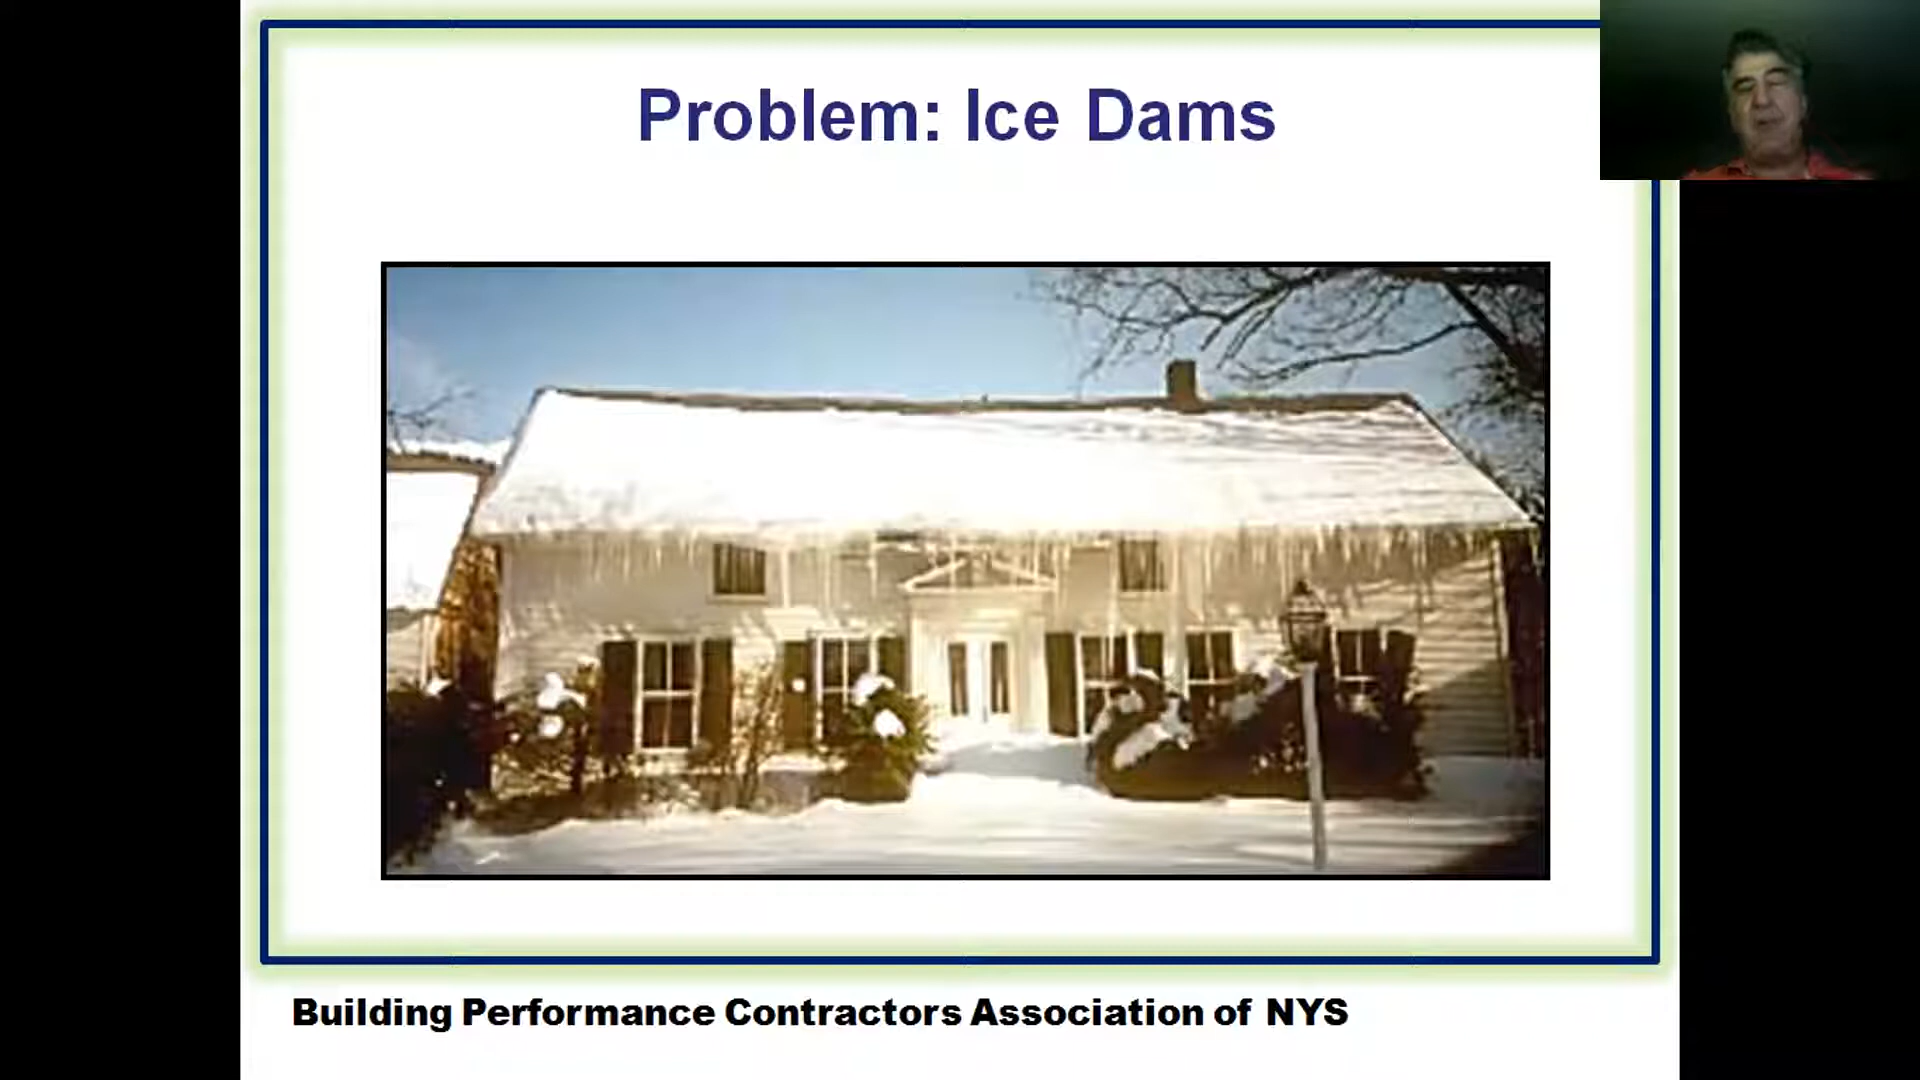 Problem: Ice Dams
Building Performance Contractors Association of NYS